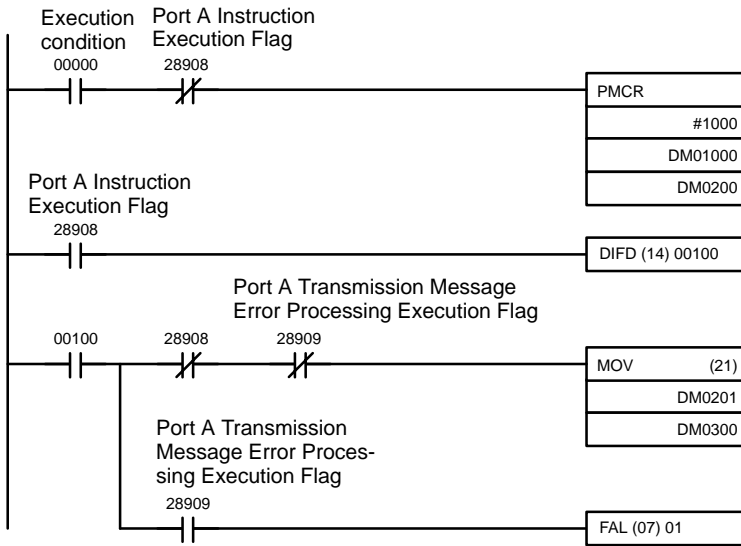 Execution
condition
Port A Instruction
Execution Flag
00000
28908
PMCR
#1000
DM01000
DM0200
Port A Instruction
Execution Flag
28908
DIFD (14) 00100
Port A Transmission Message
Error Processing Execution Flag
00100
28908
28909
MOV (21)
DM0201
DM0300
Port A Transmission
Message Error Proces-
sing Execution Flag
28909
FAL (07) 01